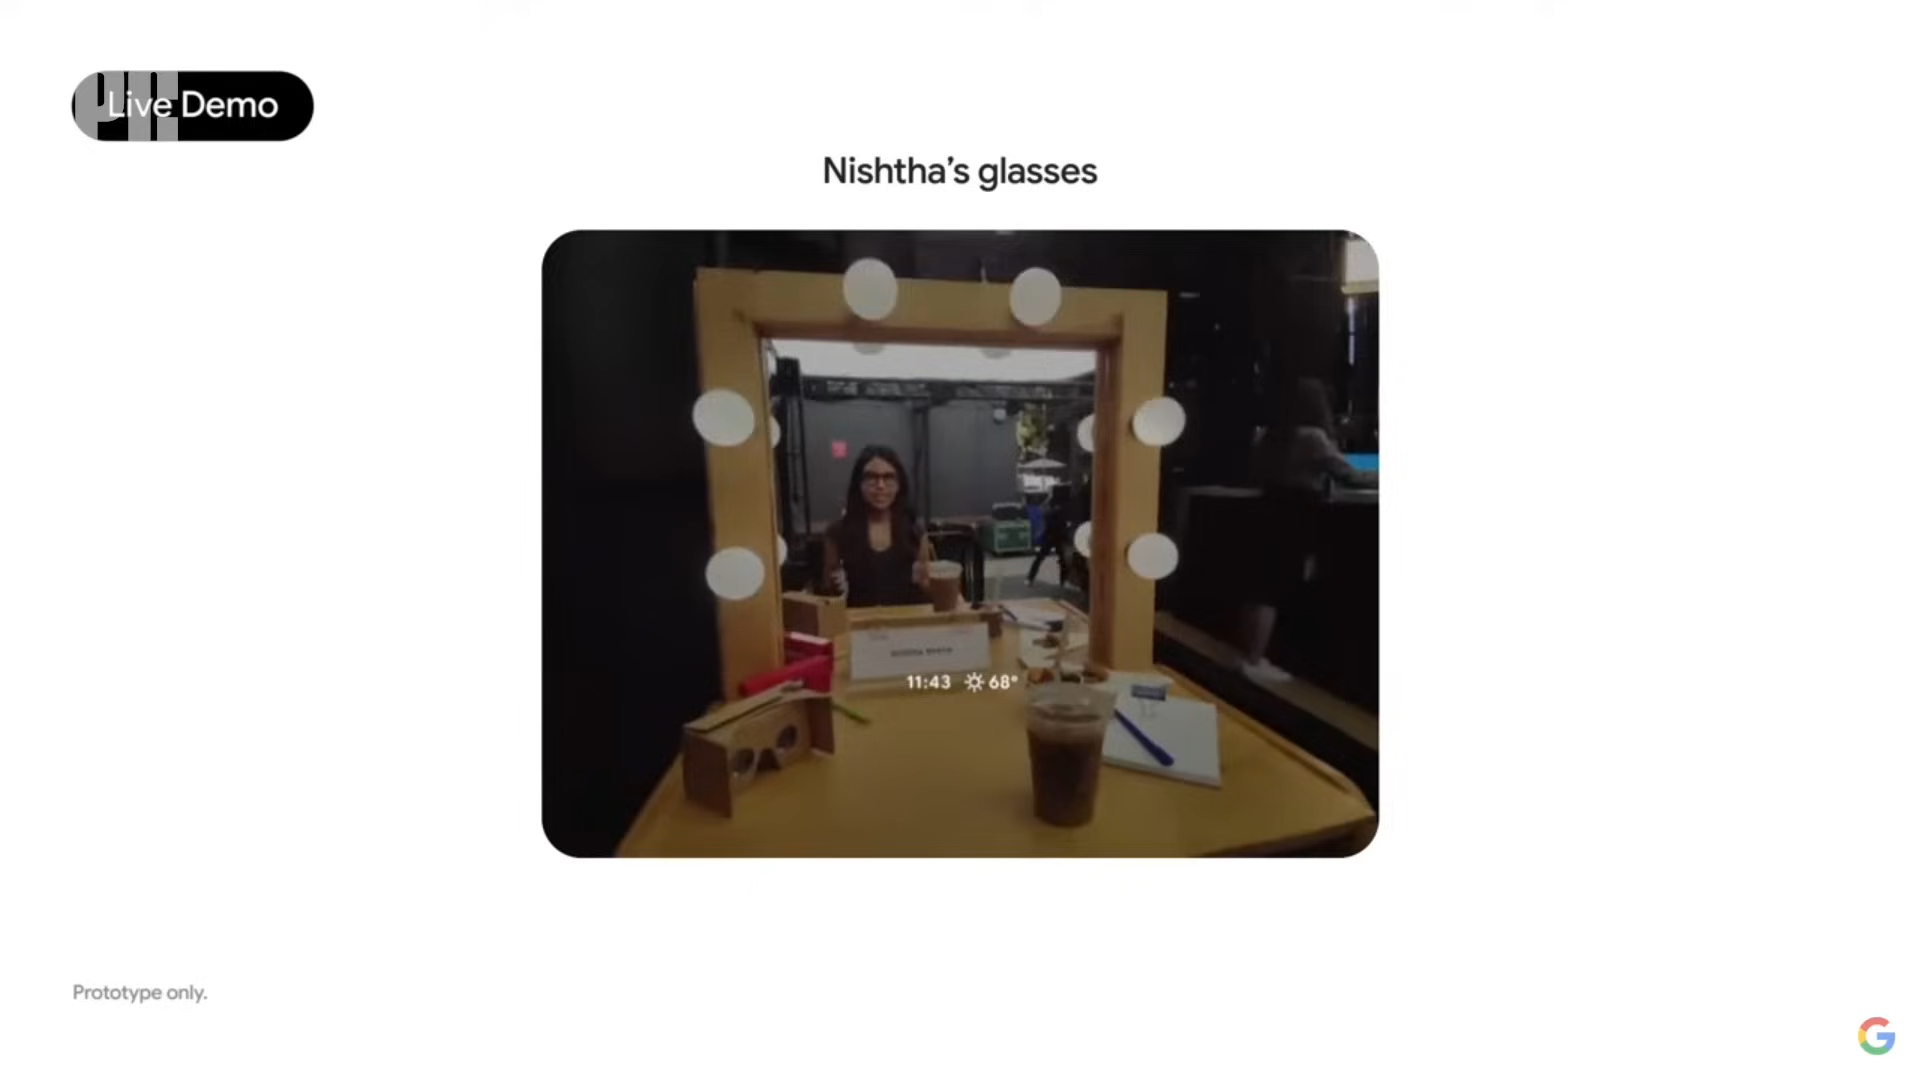 Live Demo
Nishtha’s glasses
11:43 68°
Prototype only.
G